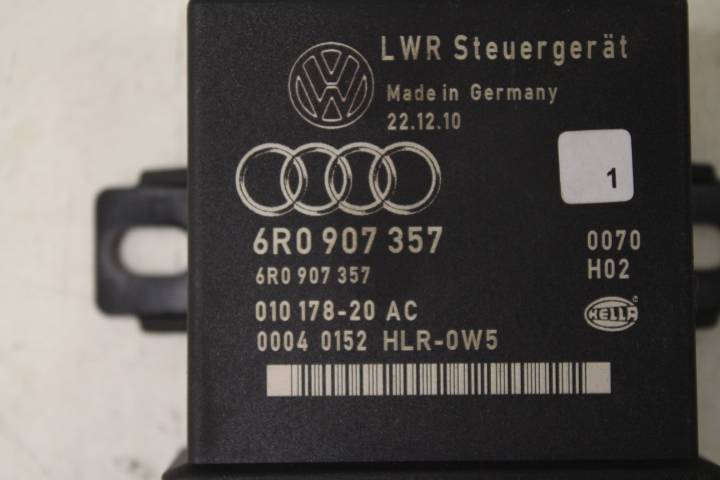 LWR Steuergerät
Made in Germany
22.12.10
1
6R0 907 357
0070
6R0 907 357
H02
010 178-20 AC
HELLA
0004 0152 HLR-0W5